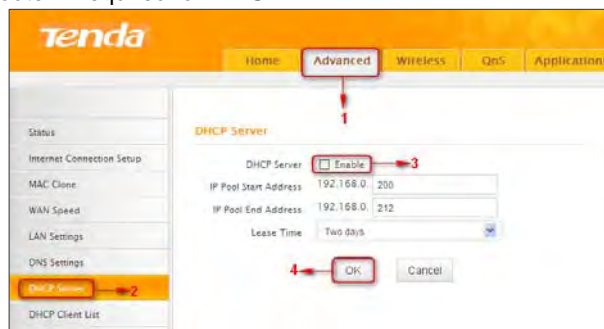 Tenda
Home Advanced Wireless QoS Application
1
Status
DHCP Server
Internet Connection Setup
DHCP Server Enable 3
MAC Clone
IP Pool Start Address 192.168.0. 200
WAN Speed
IP Pool End Address 192.168.0. 212
LAN Settings
Lease Time Two days
DNS Settings
4 OK Cancel
DHCP Server 2
DHCP Client List